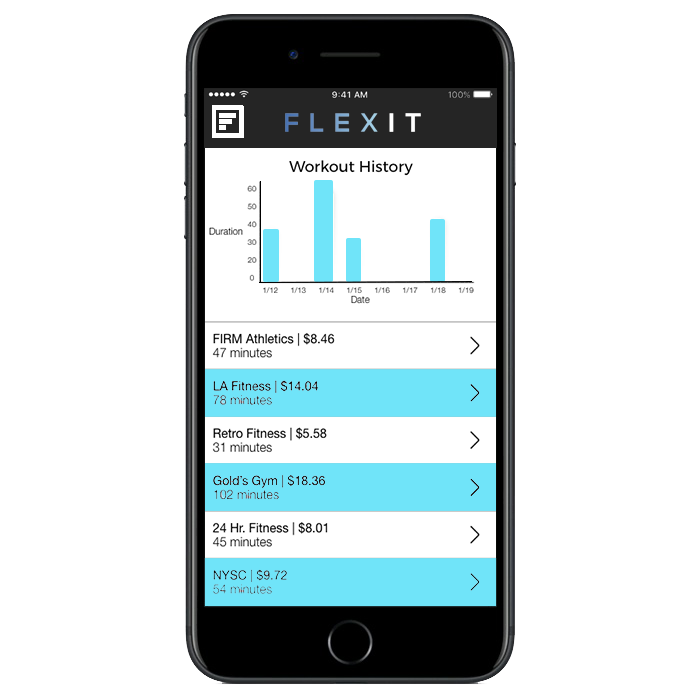 9:41 AM 100%
FLEXIT
Workout History
60
50
40
30
20
0
Duration
1/12 1/13 1/14 1/15 1/16 1/17 1/18 1/19
Date
FIRM Athletics | $8.46
47 minutes
LA Fitness | $14.04
78 minutes
Retro Fitness | $5.58
31 minutes
Gold's Gym | $18.36
102 minutes
24 Hr. Fitness | $8.01
45 minutes
NYSC | $9.72
54 minutes